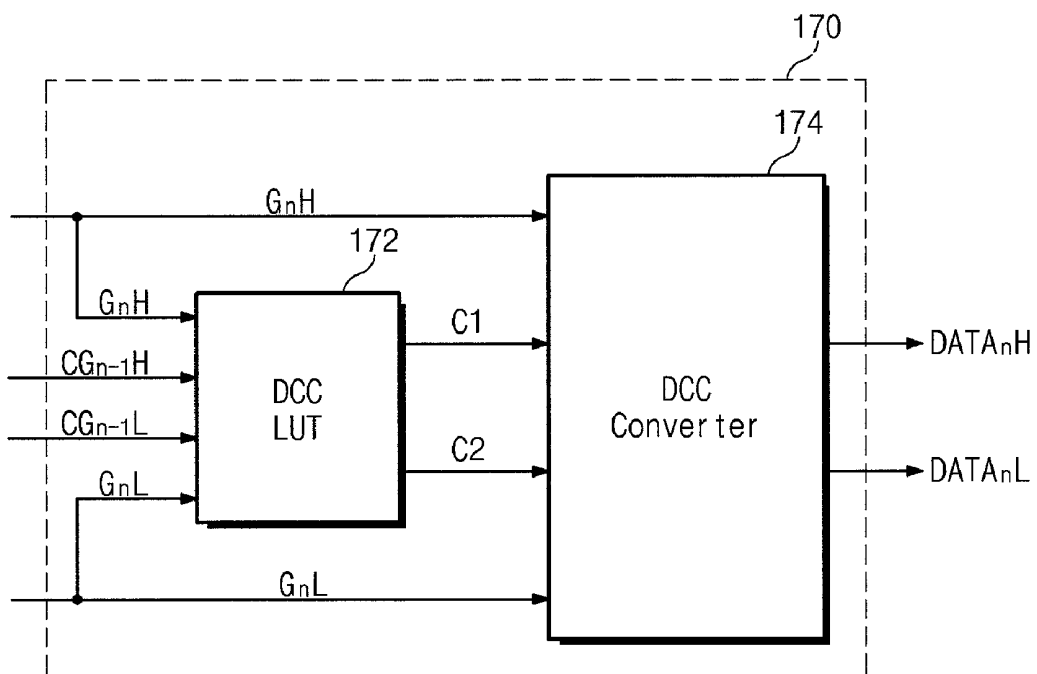 170
174
GnH
172
GnH
C1
CGn-1H
DATAnH
DCC
LUT
DCC
Converter
CGn-1L
C2
GnL
DATAnL
GnL